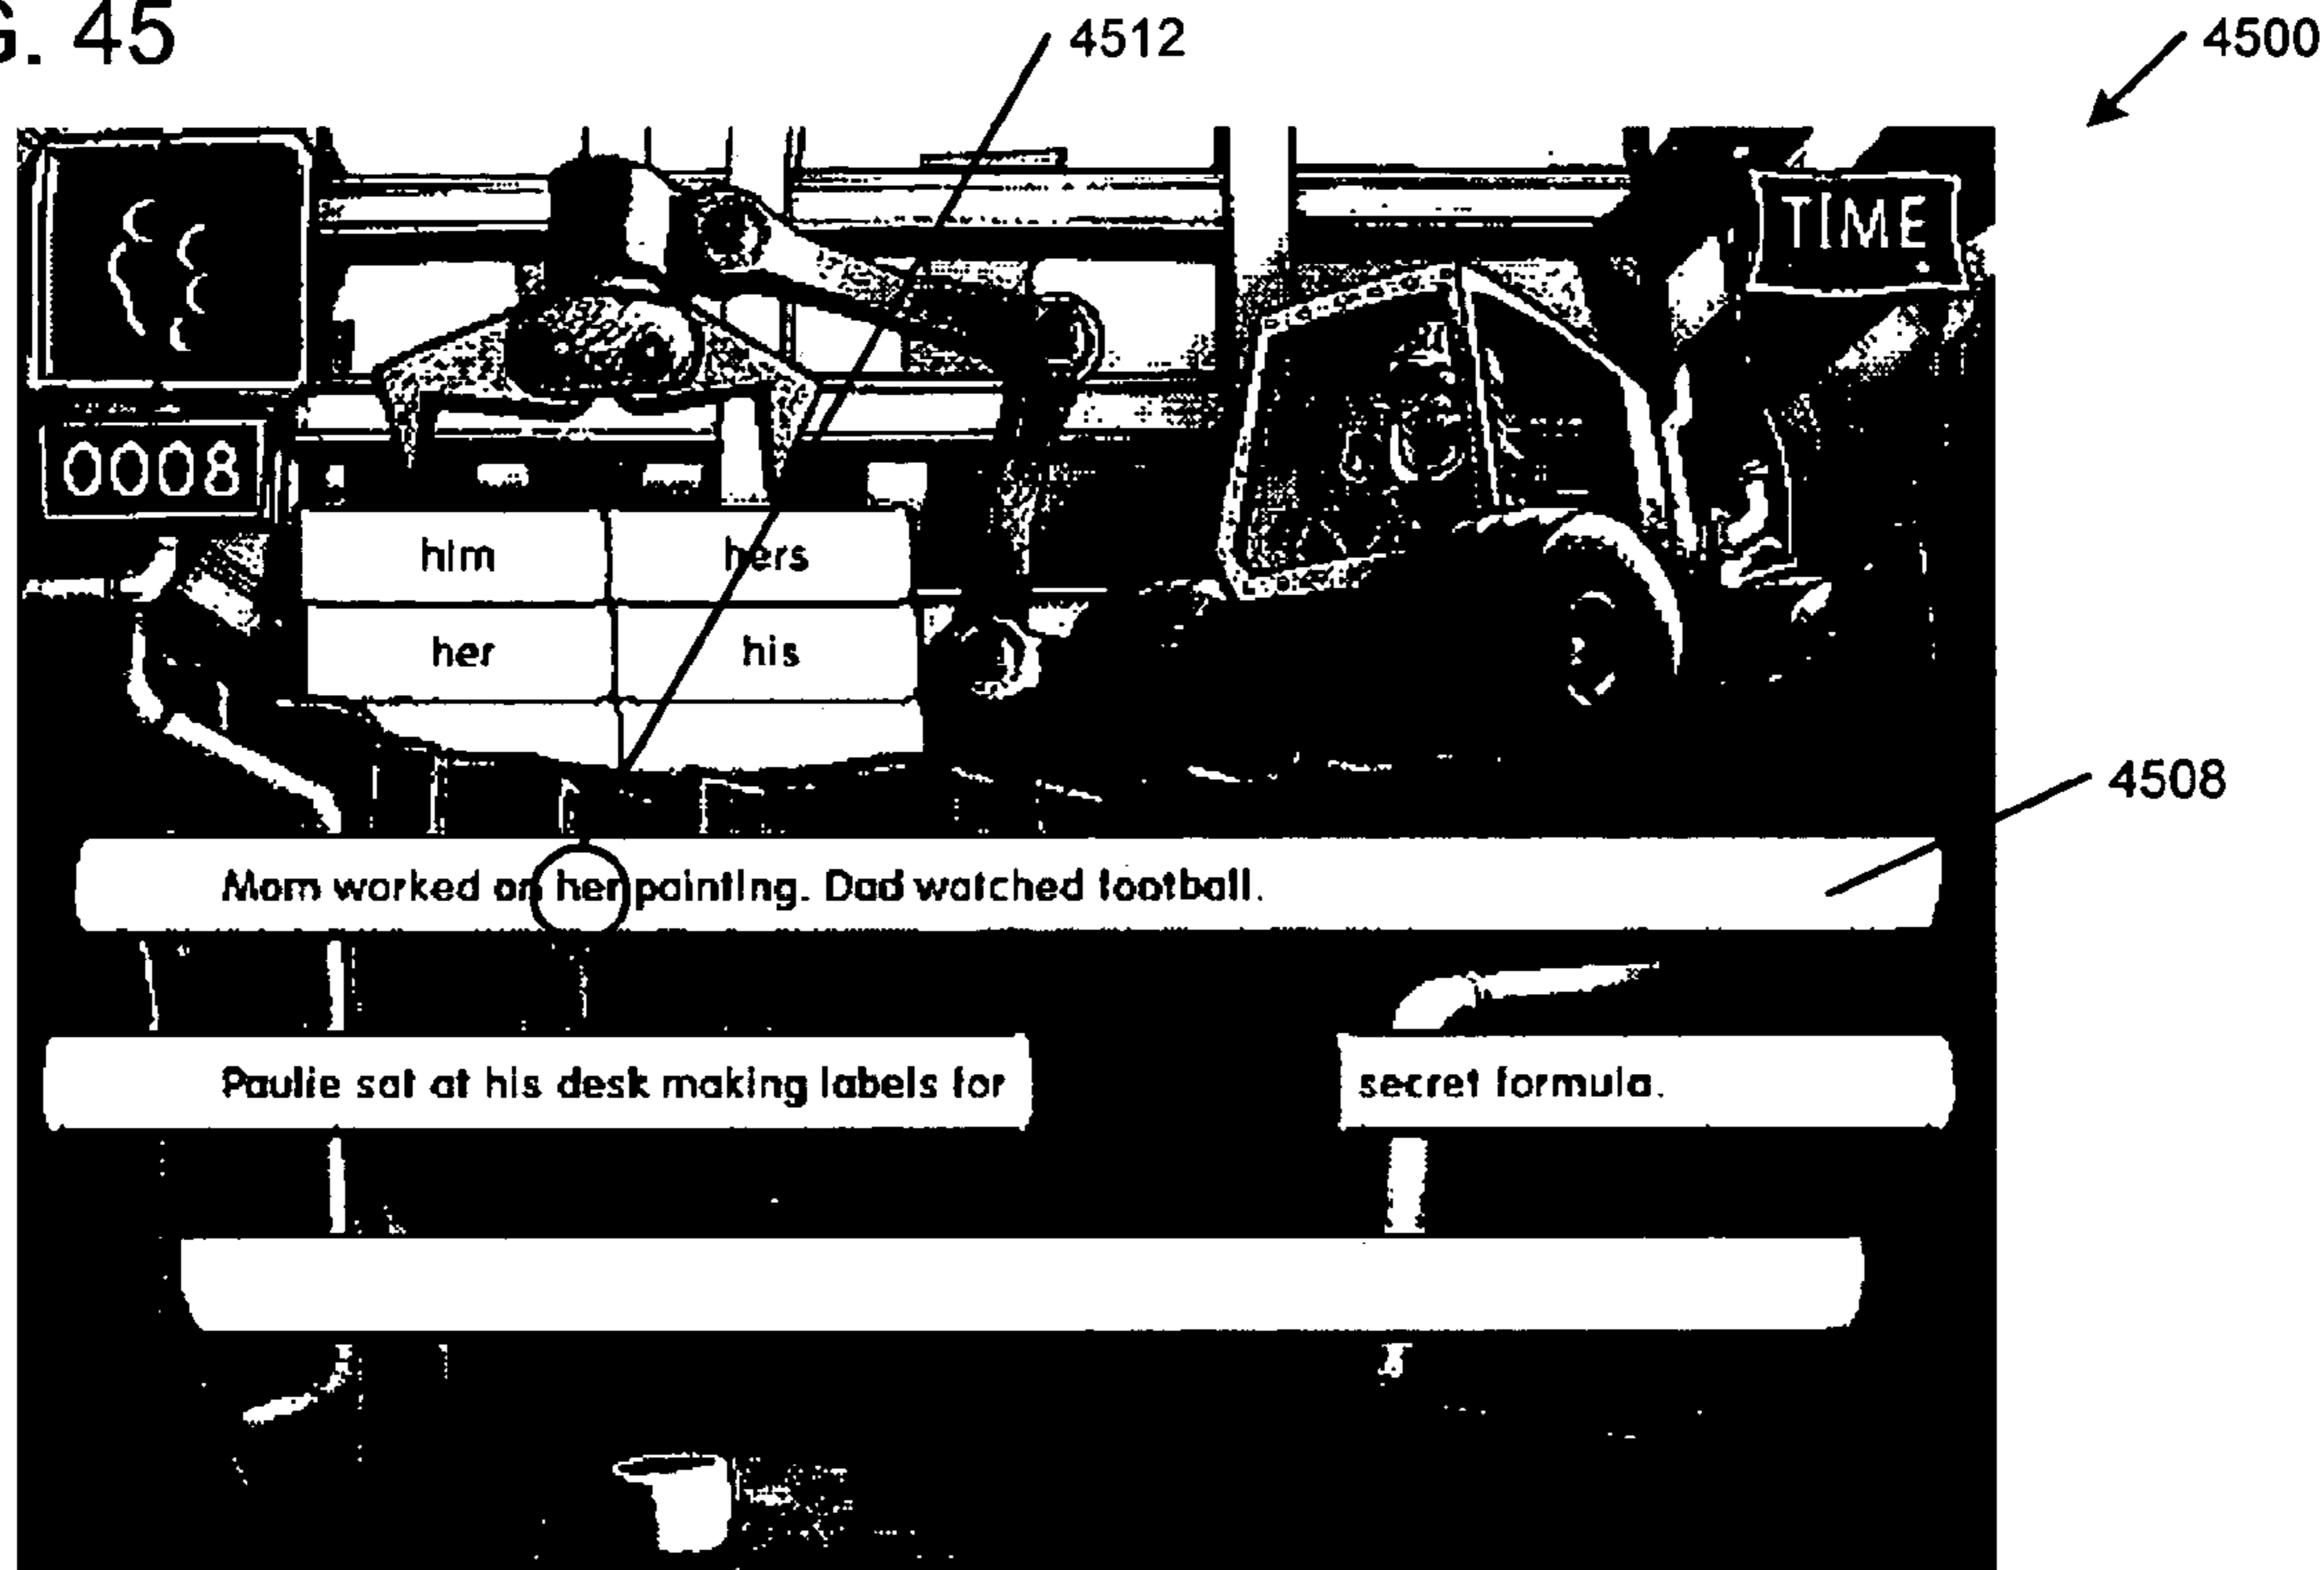 G. 45
4512
4500
TIME
0008
him hers
her his
4508
Mom worked on her painting. Dad watched football.
Paulie sat at his desk making labels for secret formula.